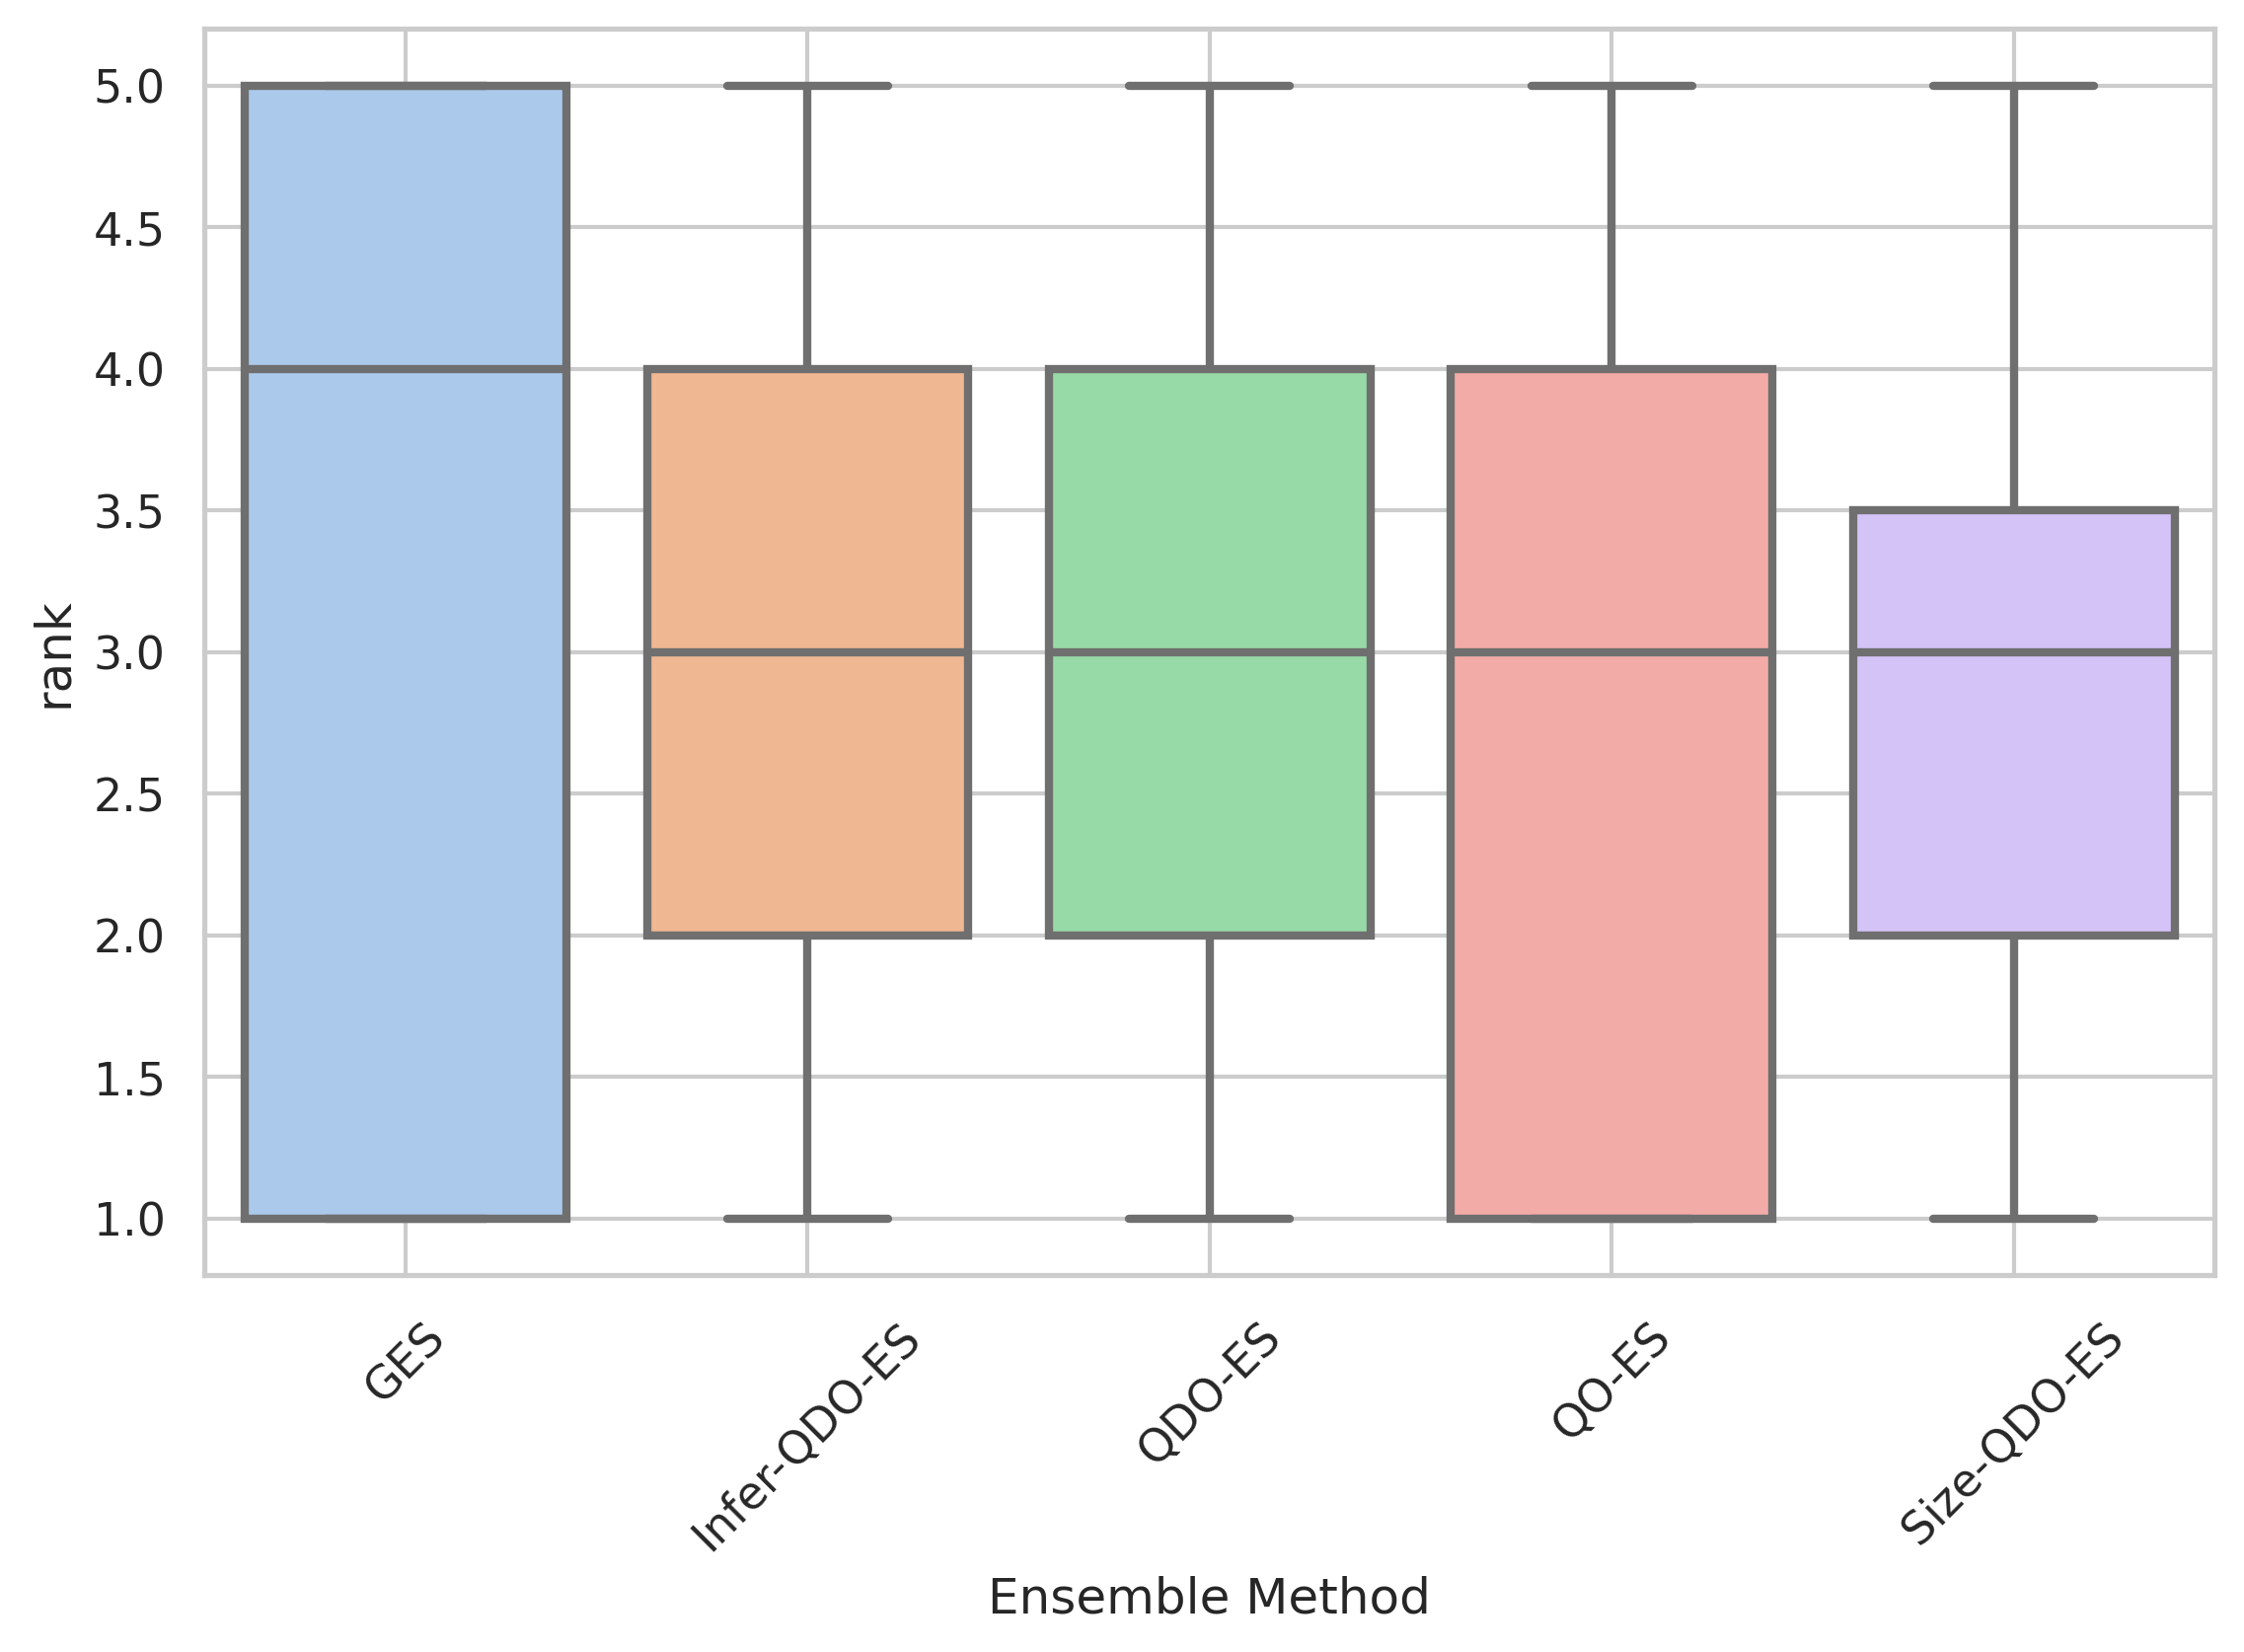 5.0
4.5
4.0
3.5
3.0
2.5
2.0
1.5
1.0
rank
GES
Infer-QDO-ES
QDO-ES
QO-ES
Size-QDO-ES
Ensemble Method